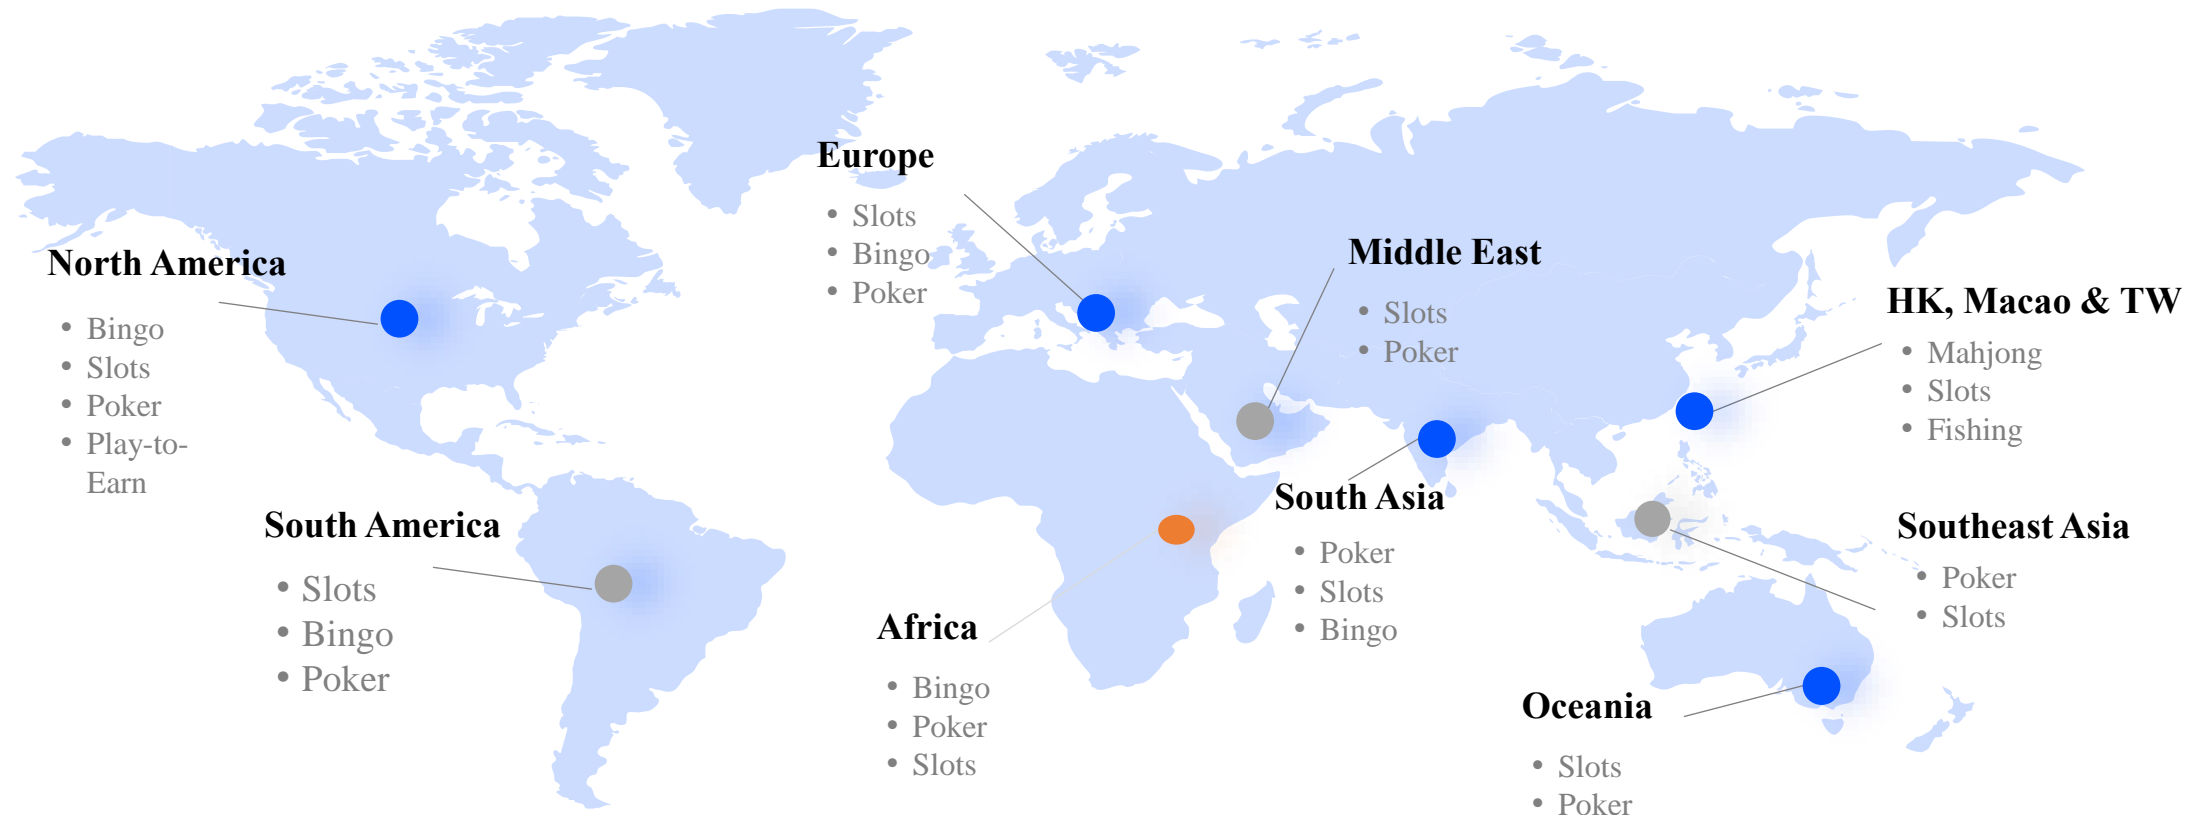 Europe
• Slots
• Bingo
• Poker
North America
• Bingo
• Slots
• Poker
• Play-to-
Earn
Middle East
• Slots
• Poker
HK, Macao & TW
• Mahjong
• Slots
• Fishing
South America
• Slots
• Bingo
• Poker
South Asia
• Poker
• Slots
• Bingo
Southeast Asia
• Poker
• Slots
Africa
• Bingo
• Poker
• Slots
Oceania
• Slots
• Poker